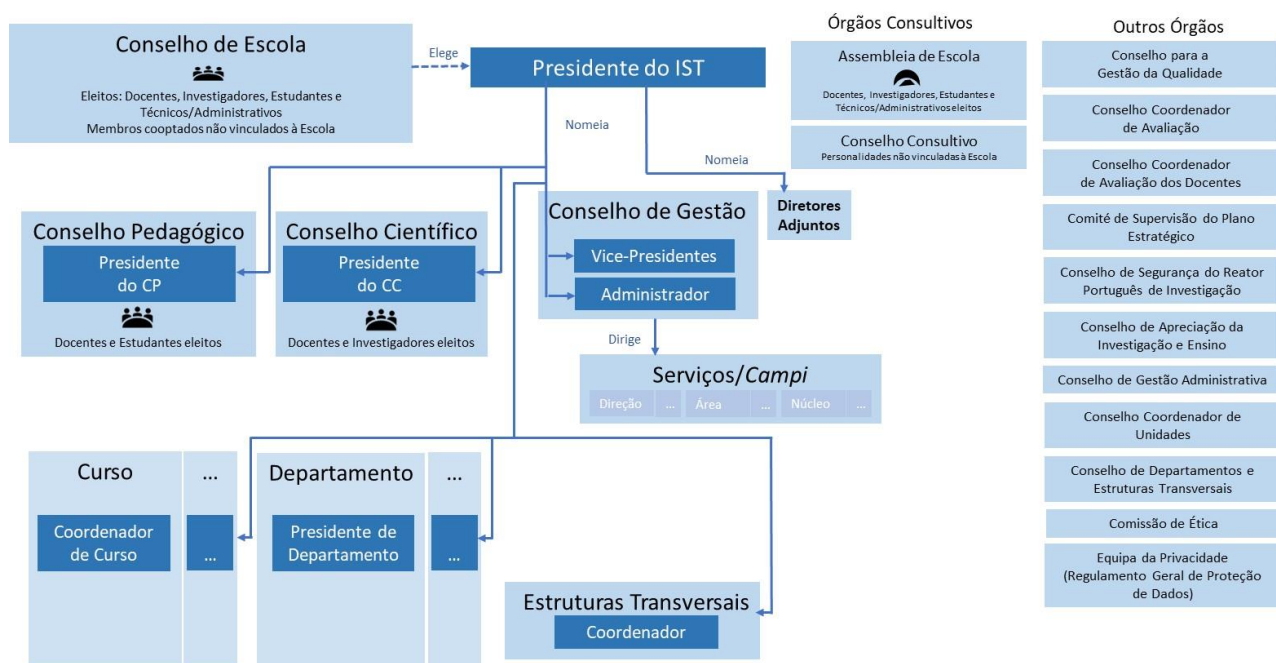 Conselho de Escola
Eleitos: Docentes, Investigadores, Estudantes e
Técnicos/Administrativos
Membros cooptados não vinculados à Escola
Elege
Presidente do IST
Nomeia
Nomeia
Órgãos Consultivos
Assembleia de Escola
Docentes, Investigadores, Estudantes e
Técnicos/Administrativos eleitos
Conselho Consultivo
Personalidades não vinculadas à Escola
Diretores
Adjuntos
Conselho Pedagógico
Presidente
do CP
Docentes e Estudantes eleitos
Conselho Científico
Presidente
do CC
Docentes e Investigadores eleitos
Conselho de Gestão
Vice-Presidentes
Administrador
Dirige
Serviços/Campi
Direção ... Área ... Núcleo ...
Curso ...
Coordenador
de Curso
...
Departamento ...
Presidente de
Departamento
...
Estruturas Transversais
Coordenador
Outros Órgãos
Conselho para a
Gestão da Qualidade
Conselho Coordenador
de Avaliação
Conselho Coordenador
de Avaliação dos Docentes
Comité de Supervisão do Plano
Estratégico
Conselho de Segurança do Reator
Português de Investigação
Conselho de Apreciação da
Investigação e Ensino
Conselho de Gestão Administrativa
Conselho Coordenador de
Unidades
Conselho de Departamentos e
Estruturas Transversais
Comissão de Ética
Equipa da Privacidade
(Regulamento Geral de Proteção
de Dados)